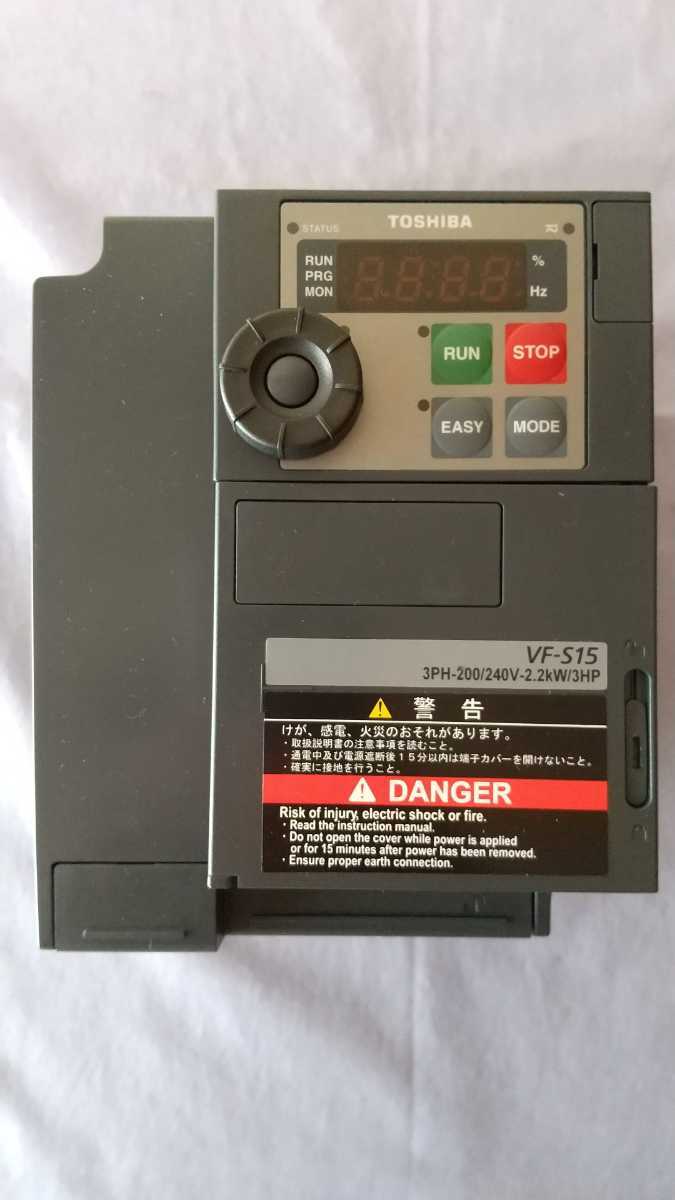 STATUS
TOSHIBA
R
RUN
PRG
MON
8.8.8.8.
%
Hz
RUN
STOP
EASY
MODE
VF-S15
3PH-200/240V-2.2kW/3HP
警 告
けが、感電、火災のおそれがあります。
・取扱説明書の注意事項を読むこと。
・通電中及び電源遮断後１５分以内は端子カバーを開けないこと。
・確実に接地を行うこと。
DANGER
Risk of injury, electric shock or fire.
・Read the instruction manual.
・Do not open the cover while power is applied
or for 15 minutes after power has been removed.
・Ensure proper earth connection.